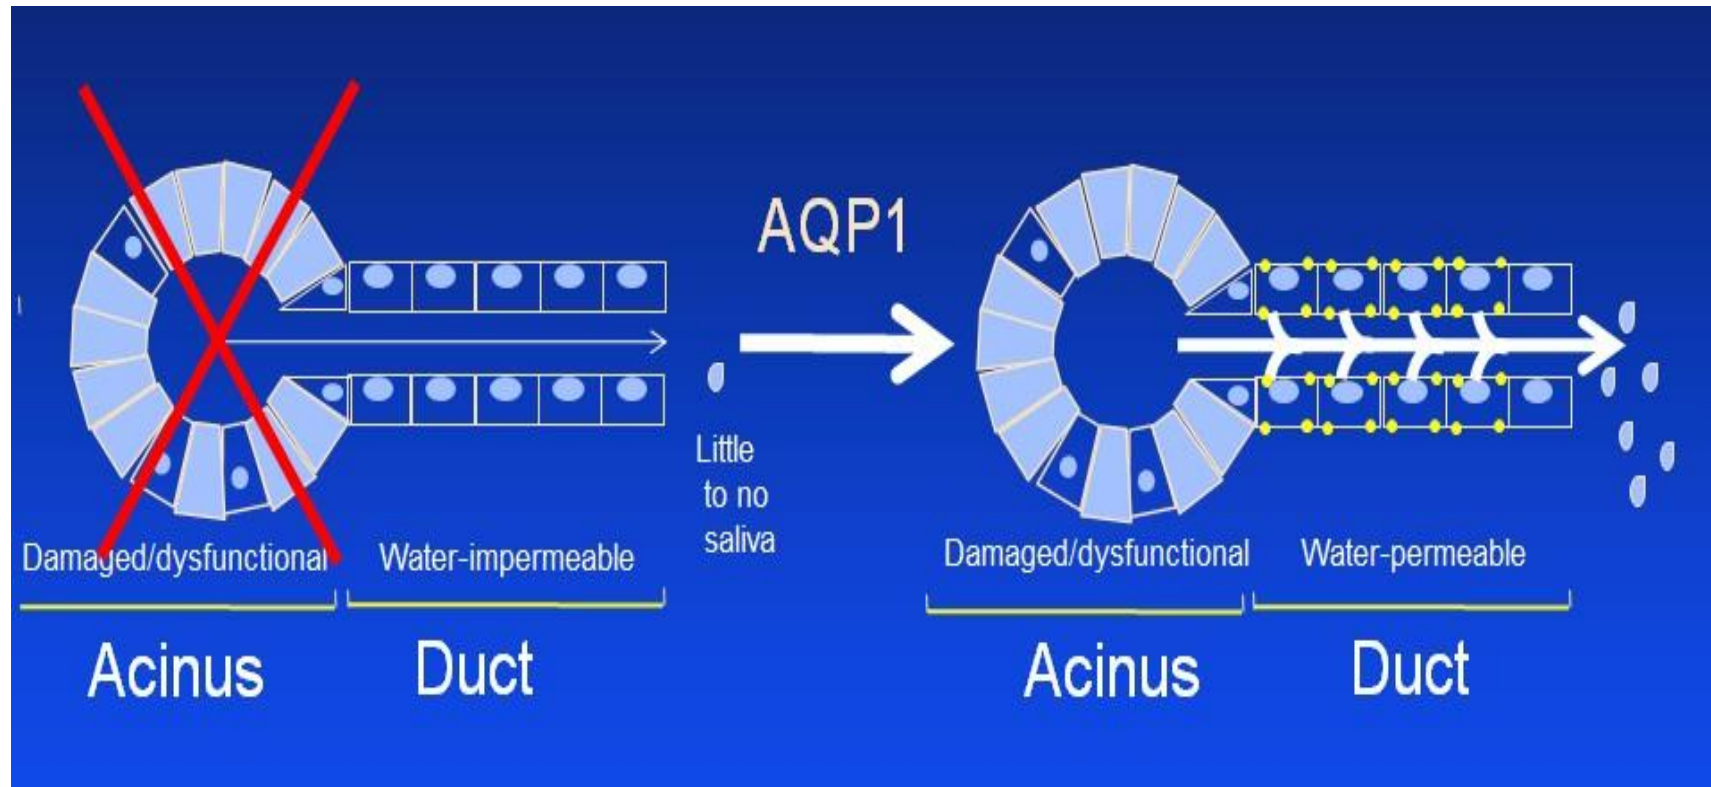 AQP1
Little
to no
saliva
Damaged/dysfunctional
Water-impermeable
Damaged/dysfunctional
Water-permeable
Acinus
Duct
Acinus
Duct